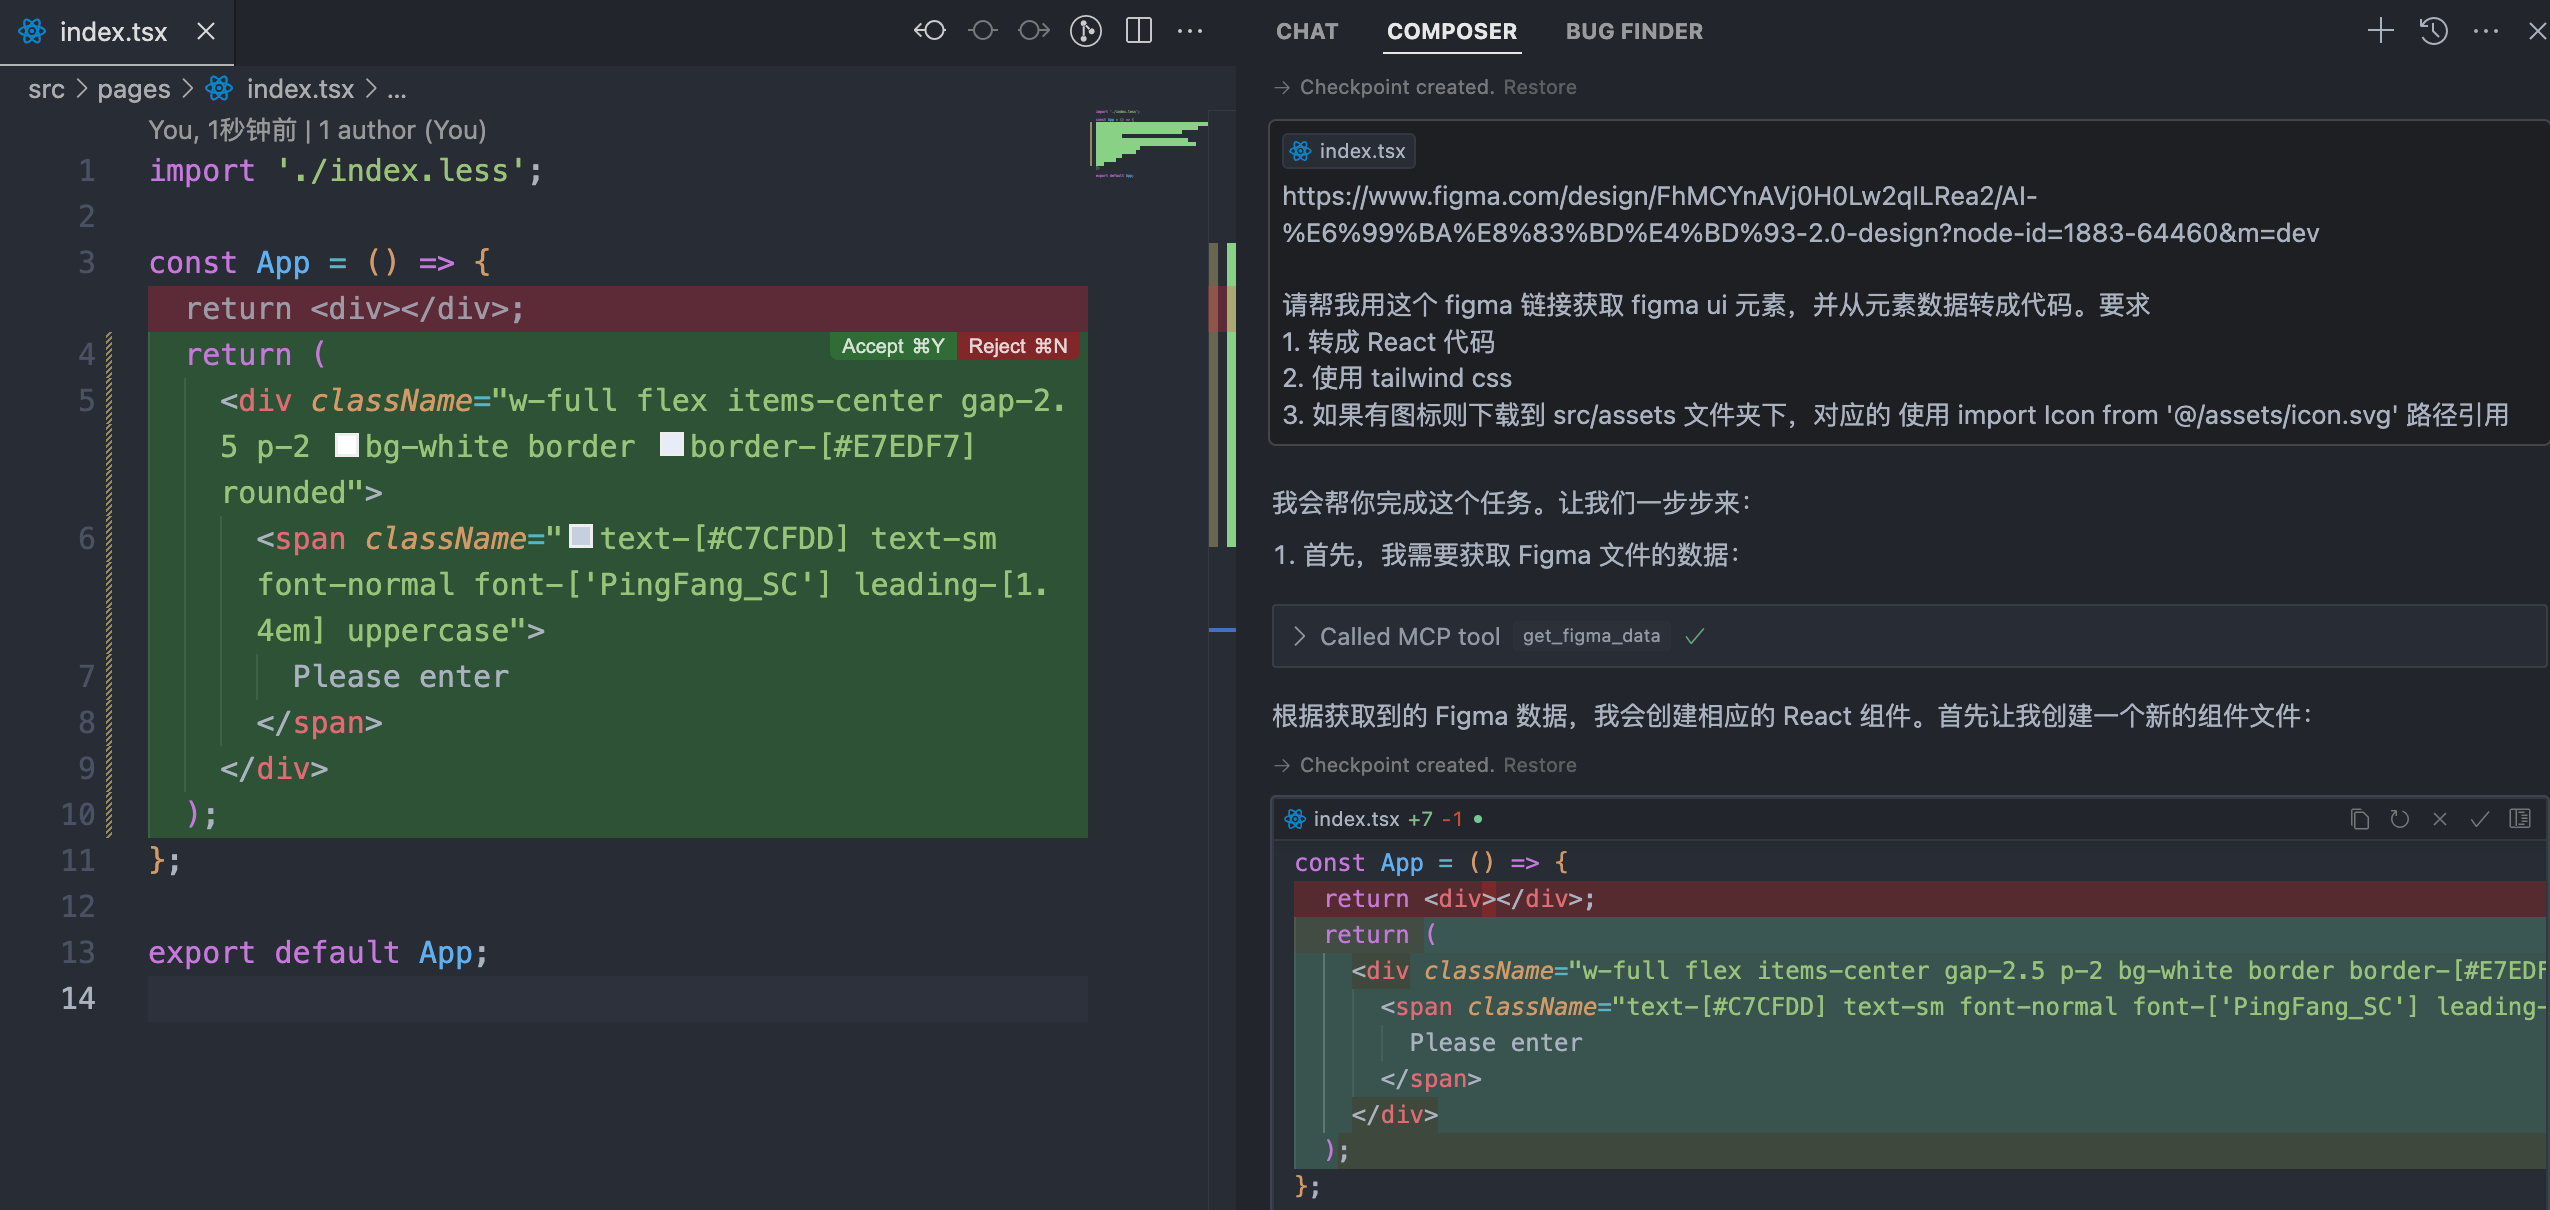 index.tsx
src > pages > index.tsx > ...
You, 1秒钟前 | 1 author (You)
1 import './index.less';
2
3 const App = () => {
return <div></div>;
4 return (
Accept ⌘Y Reject ⌘N
5 <div className="w-full flex items-center gap-2.
5 p-2 bg-white border border-[#E7EDF7]
rounded">
6 <span className="text-[#C7CFDD] text-sm
font-normal font-['PingFang_SC'] leading-[1.
4em] uppercase">
7 Please enter
8 </span>
9 </div>
10 );
11 };
12
13 export default App;
14
CHAT COMPOSER BUG FINDER
→ Checkpoint created. Restore
index.tsx
https://www.figma.com/design/FhMCYnAVj0H0Lw2qILRea2/AI-
%E6%99%BA%E8%83%BD%E4%BD%93-2.0-design?node-id=1883-64460&m=dev
请帮我用这个 figma 链接获取 figma ui 元素，并从元素数据转成代码。要求
1. 转成 React 代码
2. 使用 tailwind css
3. 如果有图标则下载到 src/assets 文件夹下，对应的 使用 import Icon from '@/assets/icon.svg' 路径引用
我会帮你完成这个任务。让我们一步步来：
1. 首先，我需要获取 Figma 文件的数据：
> Called MCP tool get_figma_data ✓
根据获取到的 Figma 数据，我会创建相应的 React 组件。首先让我创建一个新的组件文件：
→ Checkpoint created. Restore
index.tsx +7 -1
const App = () => {
return <div></div>;
return (
<div className="w-full flex items-center gap-2.5 p-2 bg-white border border-[#E7EDF
<span className="text-[#C7CFDD] text-sm font-normal font-['PingFang_SC'] leading-
Please enter
</span>
</div>
);
};